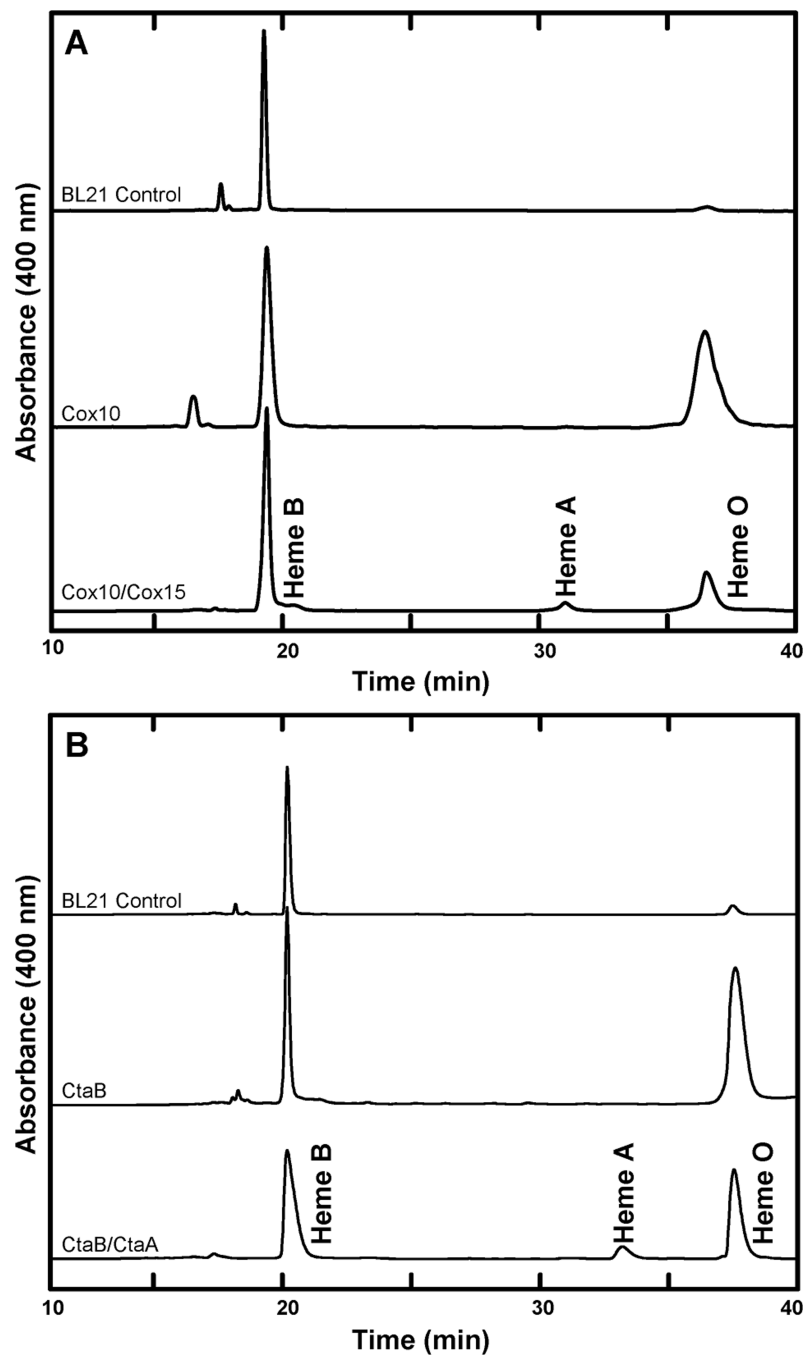 A
BL21 Control
Cox10
Cox10/Cox15
Heme B
Heme A
Heme O
Absorbance (400 nm)
10 20 30 40
Time (min)
B
BL21 Control
CtaB
CtaB/CtaA
Heme B
Heme A
Heme O
Absorbance (400 nm)
10 20 30 40
Time (min)